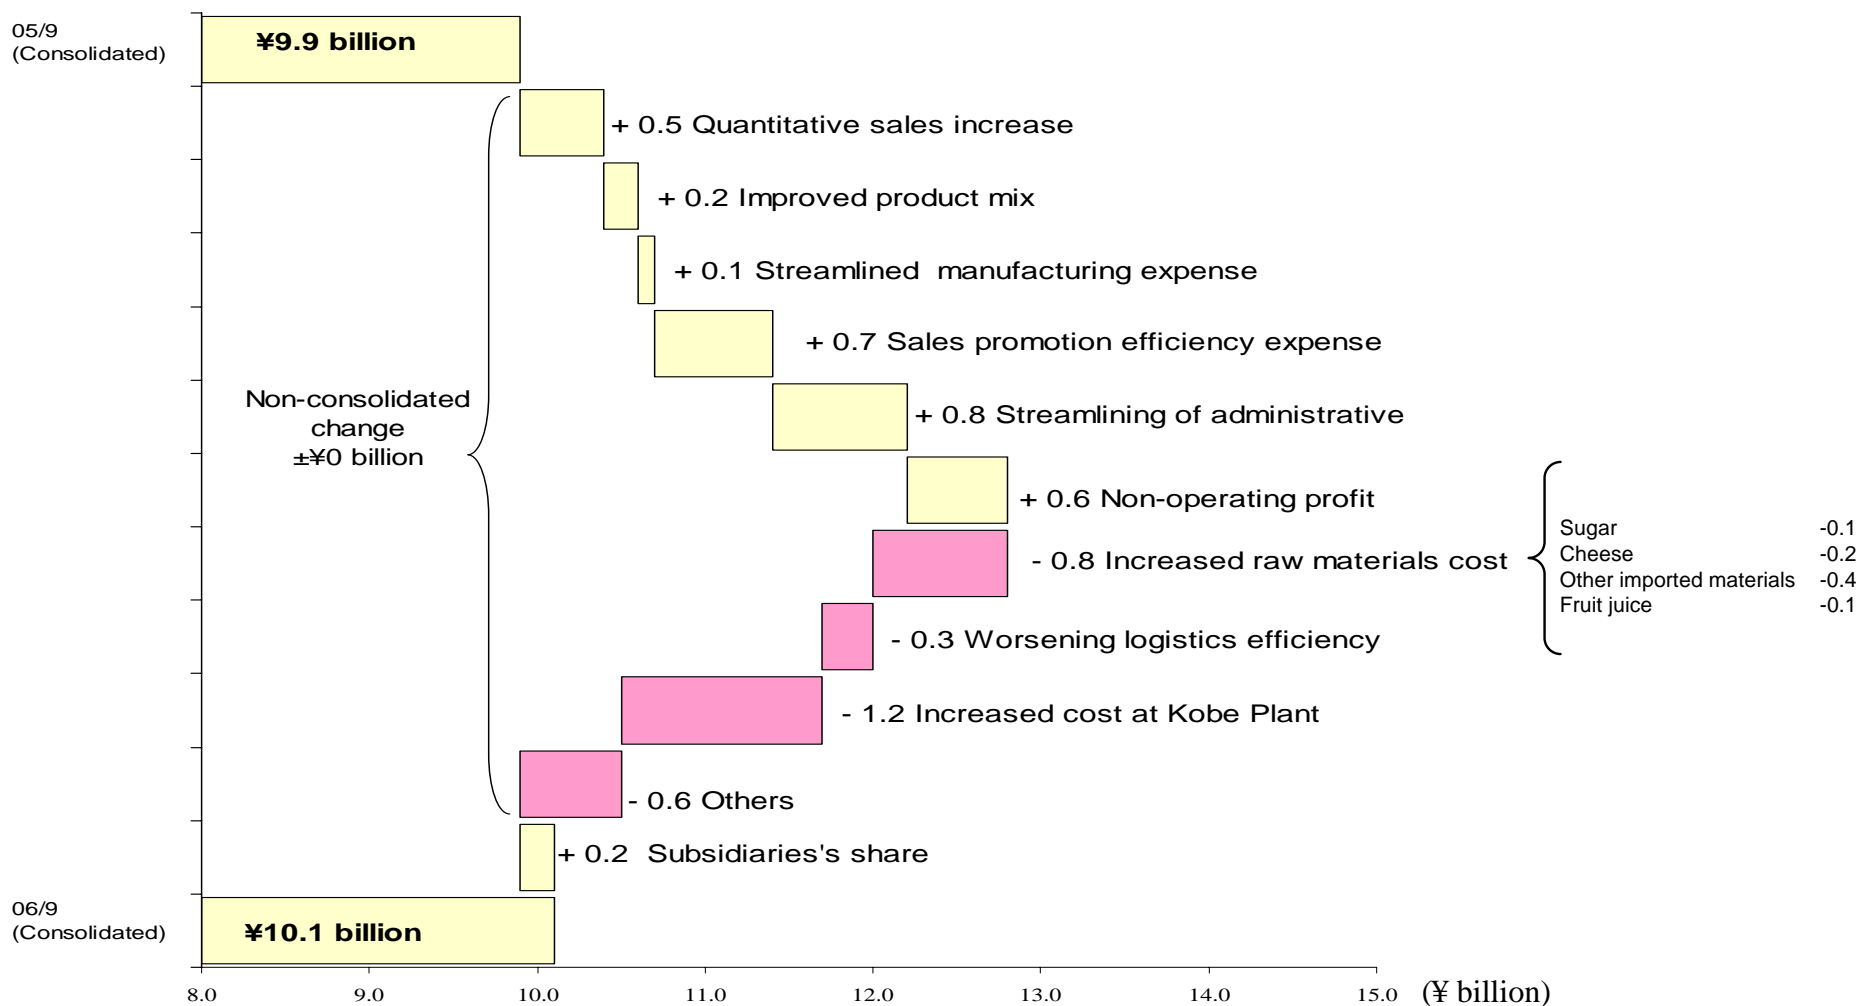 05/9
(Consolidated)
¥9.9 billion
+ 0.5 Quantitative sales increase
+ 0.2 Improved product mix
+ 0.1 Streamlined  manufacturing expense
+ 0.7 Sales promotion efficiency expense
Non-consolidated
change
±¥0 billion
+ 0.8 Streamlining of administrative
+ 0.6 Non-operating profit
- 0.8 Increased raw materials cost
Sugar -0.1
Cheese -0.2
Other imported materials -0.4
Fruit juice -0.1
- 0.3 Worsening logistics efficiency
- 1.2 Increased cost at Kobe Plant
- 0.6 Others
+ 0.2  Subsidiaries's share
06/9
(Consolidated)
¥10.1 billion
8.0 9.0 10.0 11.0 12.0 13.0 14.0 15.0 (¥ billion)